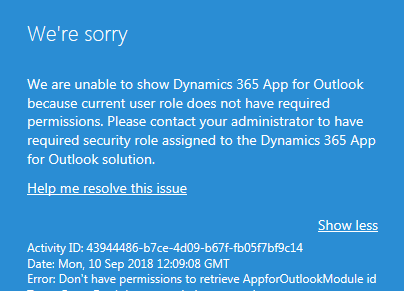 We're sorry
We are unable to show Dynamics 365 App for Outlook
because current user role does not have required
permissions. Please contact your administrator to have
required security role assigned to the Dynamics 365 App
for Outlook solution.
Help me resolve this issue
Show less
Activity ID: 43944486-b7ce-4d09-b67f-fb05f7bf9c14
Date: Mon, 10 Sep 2018 12:09:08 GMT
Error: Don't have permissions to retrieve AppforOutlookModule id